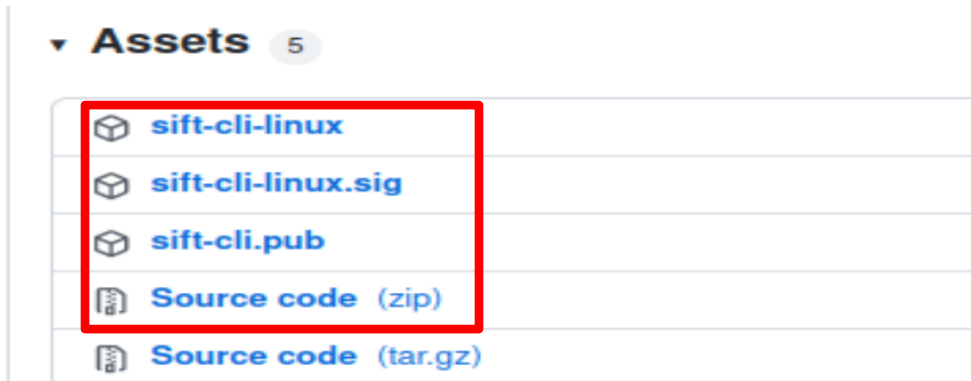 Assets 5
sift-cli-linux
sift-cli-linux.sig
sift-cli.pub
Source code (zip)
Source code (tar.gz)